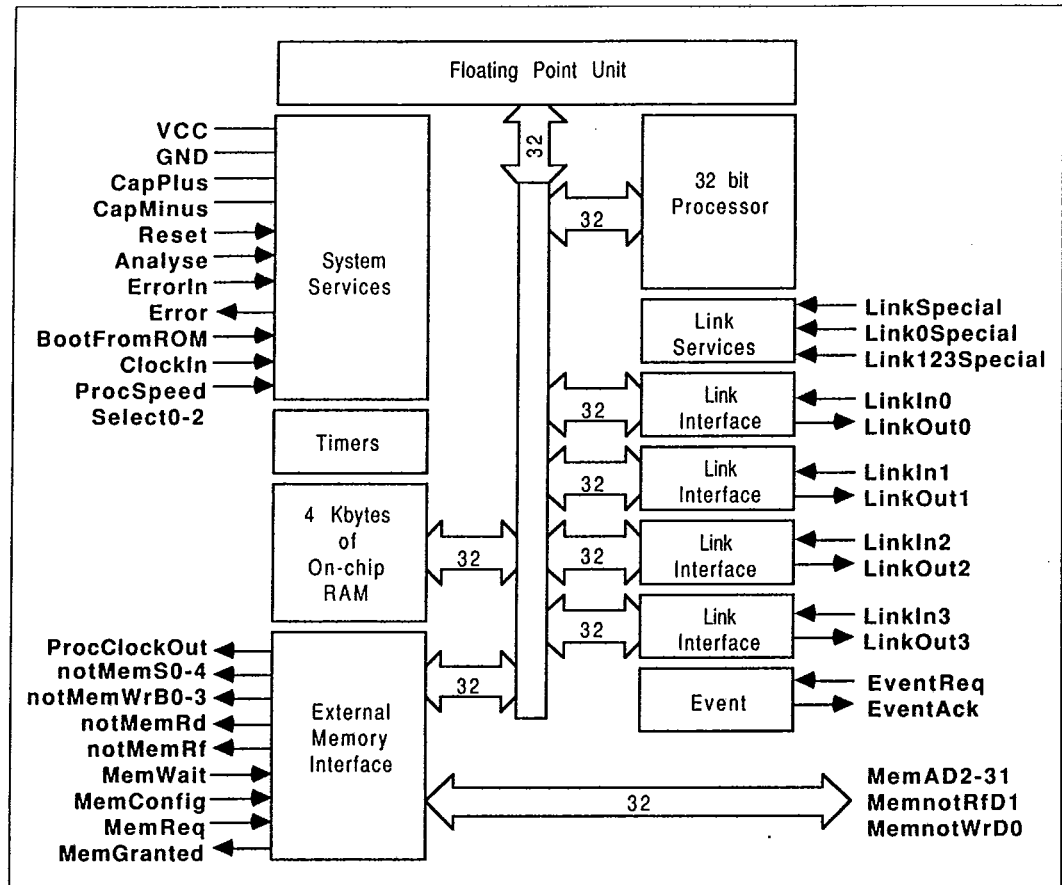 Floating Point Unit
32
VCC
GND
CapPlus
CapMinus
Reset
Analyse
ErrorIn
Error
BootFromROM
ClockIn
ProcSpeed
Select0-2
System
Services
32 bit
Processor
32
Link
Services
LinkSpecial
Link0Special
Link123Special
Timers
32
Link
Interface
LinkIn0
LinkOut0
32
Link
Interface
LinkIn1
LinkOut1
4 Kbytes
of
On-chip
RAM
32
32
Link
Interface
LinkIn2
LinkOut2
32
Link
Interface
LinkIn3
LinkOut3
ProcClockOut
notMemS0-4
notMemWrB0-3
notMemRd
notMemRf
MemWait
MemConfig
MemReq
MemGranted
External
Memory
Interface
32
Event
EventReq
EventAck
32
MemAD2-31
MemnotRfD1
MemnotWrD0